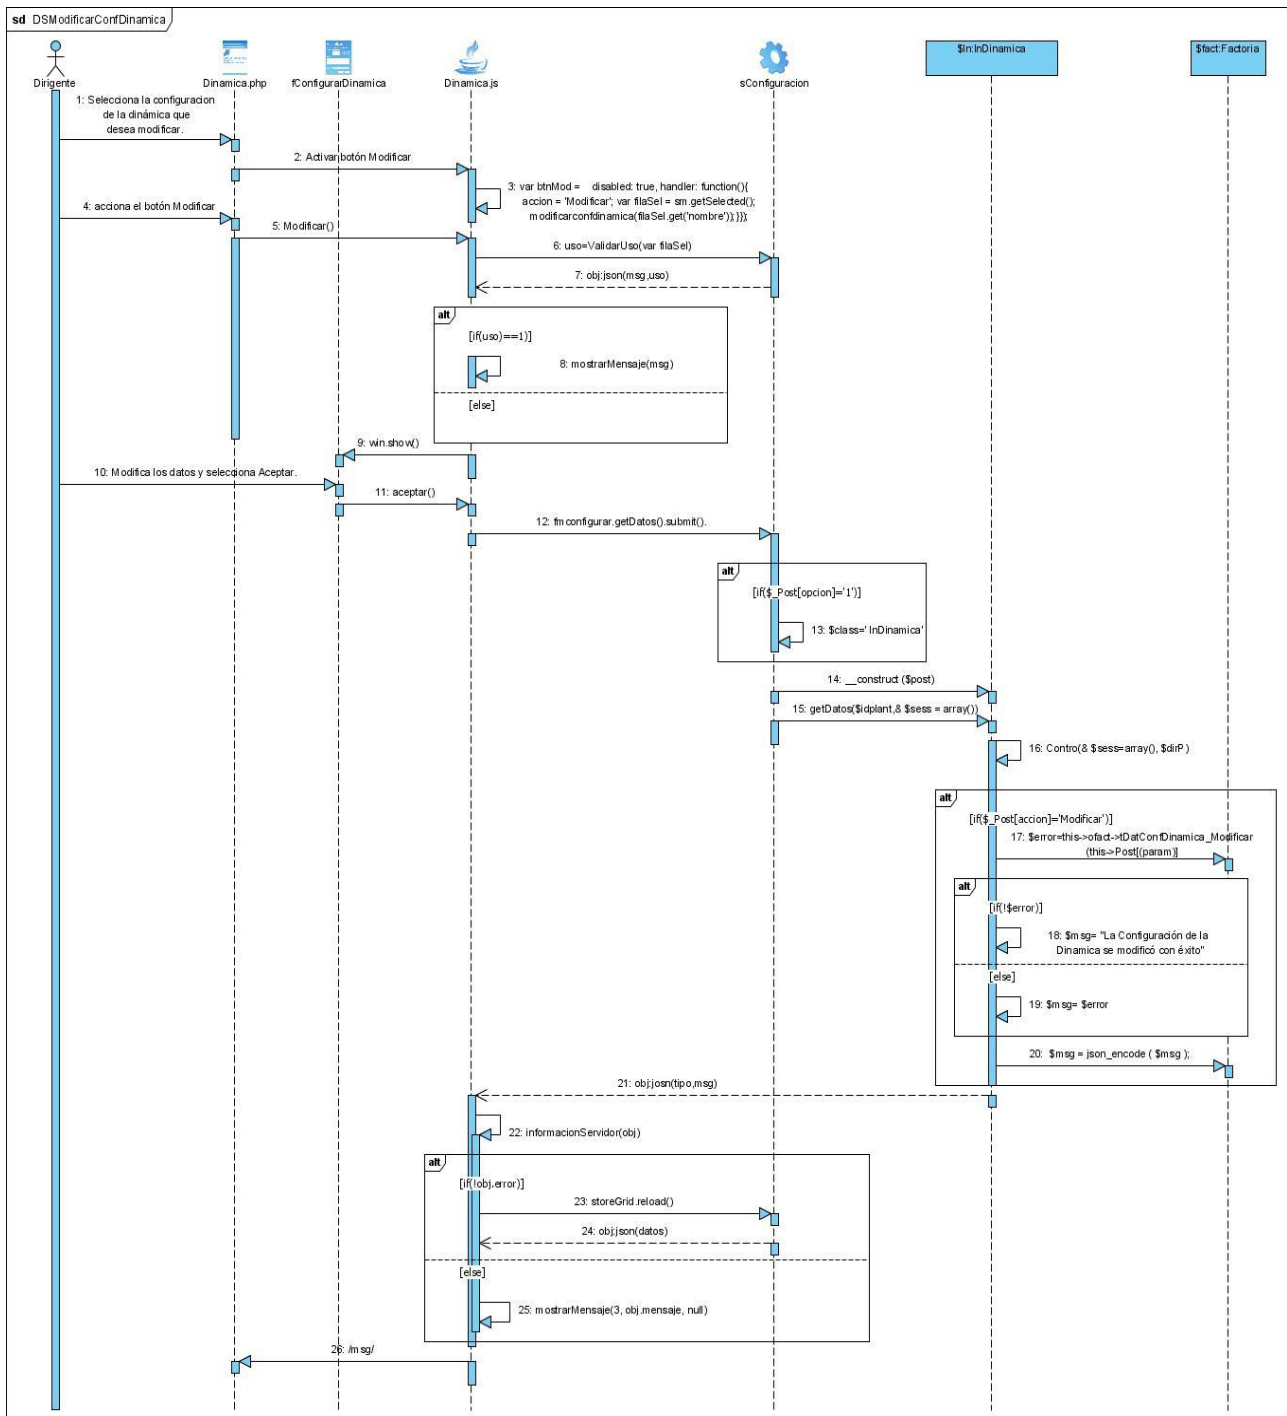 sd DSModificarConfDinamica
Dirigente
Dinamica.php
fConfigurarDinamica
Dinamica.js
sConfiguracion
$In:InDinamica
$fact:Factoria
1: Selecciona la configuracion
de la dinámica que
desea modificar.
2: Activar botón Modificar
3: var btnMod = disabled: true, handler: function(){
accion = 'Modificar'; var filaSel = sm.getSelected();
modificarconfdinamica(filaSel.get('nombre'));}});
4: acciona el botón Modificar
5: Modificar()
6: uso=ValidarUso(var filaSel)
7: obj:json(msg,uso)
alt
[if(uso)==1)]
8: mostrarMensaje(msg)
[else]
9: win.show()
10: Modifica los datos y selecciona Aceptar.
11: aceptar()
12: fmconfigurar.getDatos().submit().
alt
[if($_Post[opcion]='1')]
13: $class=' InDinamica'
14: __construct ($post)
15: getDatos($idplant,& $sess = array())
16: Contro(& $sess=array(), $dirP)
alt
[if($_Post[accion]='Modificar')]
17: $error=this->ofact->tDatConfDinamica_Modificar
(this->Post[(param)]
alt
[if(!$error)]
18: $msg= "La Configuración de la
Dinamica se modificó con éxito"
[else]
19: $msg= $error
20: $msg = json_encode ( $msg );
21: obj:josn(tipo,msg)
22: informacionServidor(obj)
alt
[if(!obj.error)]
23: storeGrid.reload()
24: obj:json(datos)
[else]
25: mostrarMensaje(3, obj.mensaje, null)
26: /msg/